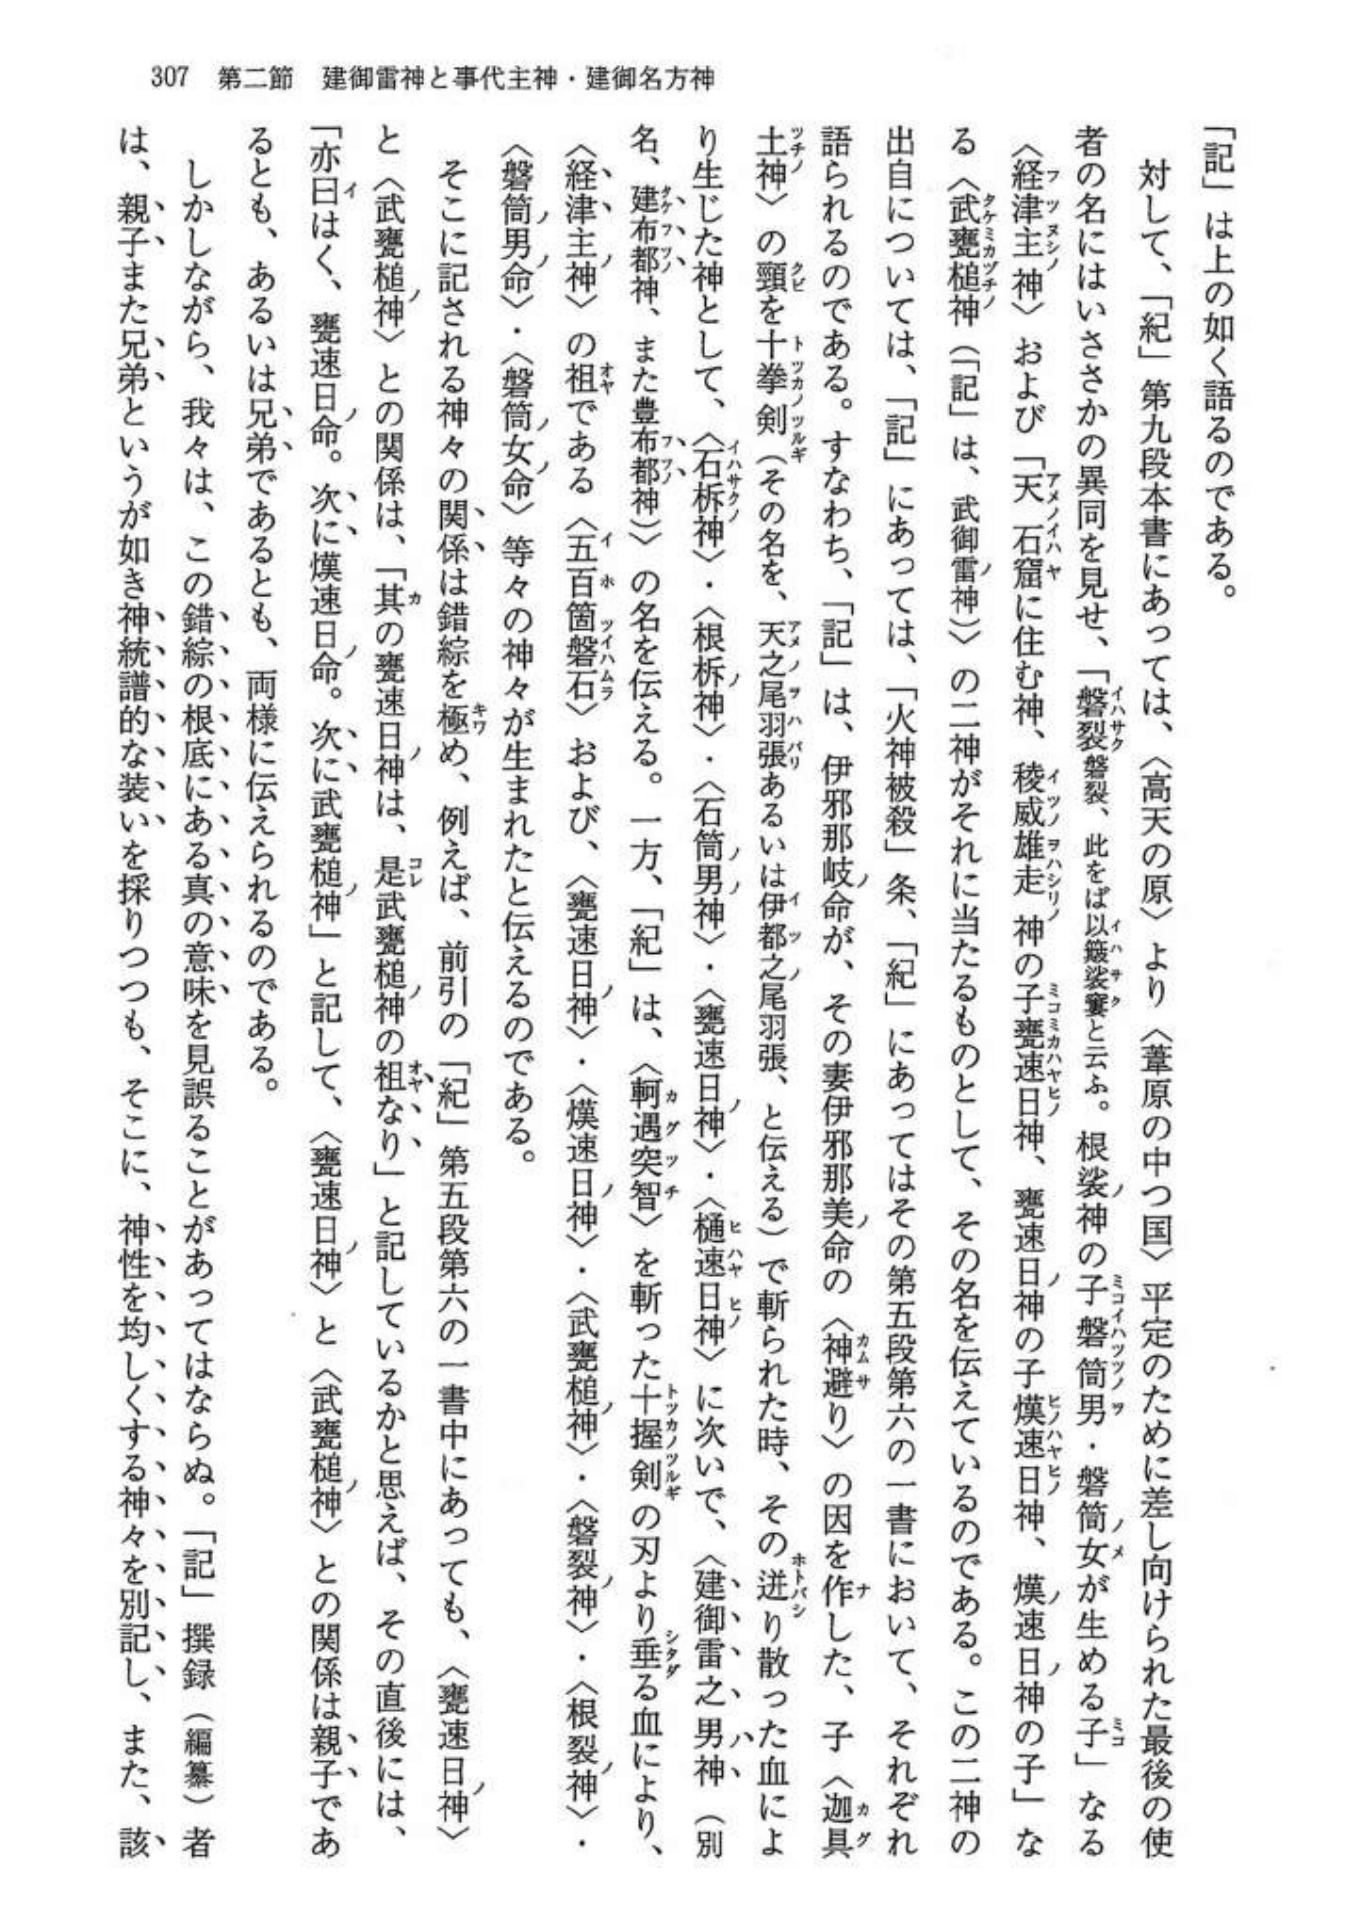 307 第二節 建御雷神と事代主神・建御名方神
「記」は上の如く語るのである。
対して、「紀」第九段本書にあっては、〈高天の原〉より〈葦原の中つ国〉平定のために差し向けられた最後の使
者の名にはいささかの異同を見せ、「磐裂磐裂、此をば以簸裟窶と云ふ。根裟神の子磐筒男・磐筒女が生める子」なる
〈経津主神〉および「天石窟に住む神、稜威雄走神の子甕速日神、甕速日神の子熯速日神、熯速日神の子」な
る〈武甕槌神（「記」は、武御雷神）〉の二神がそれに当たるものとして、その名を伝えているのである。この二神の
出自については、「記」にあっては、「火神被殺」条、「紀」にあってはその第五段第六の一書において、それぞれ
語られるのである。すなわち、「記」は、伊邪那岐命が、その妻伊邪那美命の〈神避り〉の因を作した、子〈迦具
土神〉の頸を十拳剣（その名を、天之尾羽張あるいは伊都之尾羽張、と伝える）で斬られた時、その迸り散った血によ
り生じた神として、〈石柝神〉・〈根柝神〉・〈石筒男神〉・〈甕速日神〉・〈樋速日神〉に次いで、〈建御雷之男神（別
名、建布都神、また豊布都神）〉の名を伝える。一方、「紀」は、〈軻遇突智〉を斬った十握剣の刃より垂る血により、
〈経津主神〉の祖である〈五百箇磐石〉および、〈甕速日神〉・〈熯速日神〉・〈武甕槌神〉・〈磐裂神〉・〈根裂神〉・
〈磐筒男命〉・〈磐筒女命〉等々の神々が生まれたと伝えるのである。
そこに記される神々の関係は錯綜を極め、例えば、前引の「紀」第五段第六の一書中にあっても、〈甕速日神〉
と〈武甕槌神〉との関係は、「其の甕速日神は、是武甕槌神の祖なり」と記しているかと思えば、その直後には、
「亦曰はく、甕速日命。次に熯速日命。次に武甕槌神」と記して、〈甕速日神〉と〈武甕槌神〉との関係は親子であ
るとも、あるいは兄弟であるとも、両様に伝えられるのである。
しかしながら、我々は、この錯綜の根底にある真の意味を見誤ることがあってはならぬ。「記」撰録（編纂）者
は、親子また兄弟というが如き神統譜的な装いを採りつつも、そこに、神性を均しくする神々を別記し、また、該